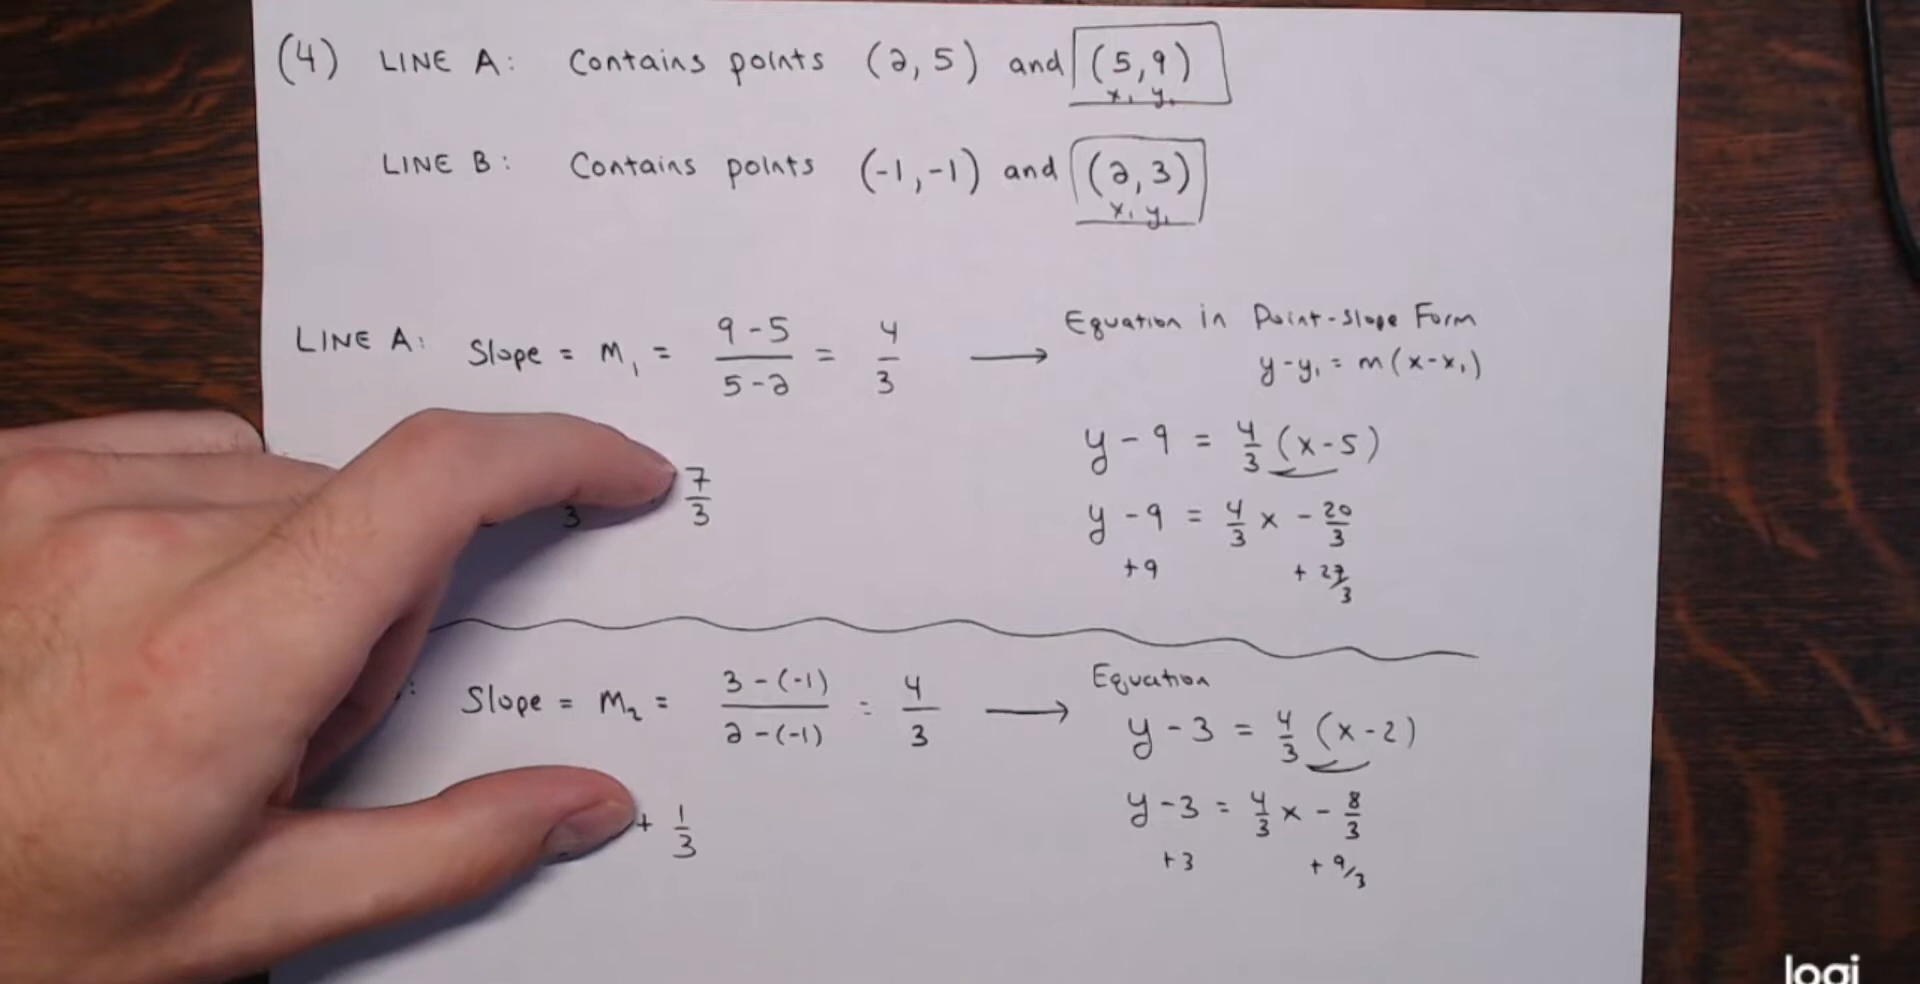 (4) LINE A: Contains points (2,5) and (5,9)
x₁ y₁
LINE B: Contains points (-1,-1) and (2,3)
x₁ y₁
LINE A: Slope = m₁ = (9-5)/(5-2) = 4/3 →
Equation in Point-Slope Form
y-y₁ = m(x-x₁)
y-9 = 4/3 (x-5)
y-9 = 4/3 x - 20/3
+9 + 27/3
3
7/3
: Slope = m₂ = (3-(-1))/(2-(-1)) = 4/3 →
Equation
y-3 = 4/3 (x-2)
y-3 = 4/3 x - 8/3
+3 + 9/3
+ 1/3
logi